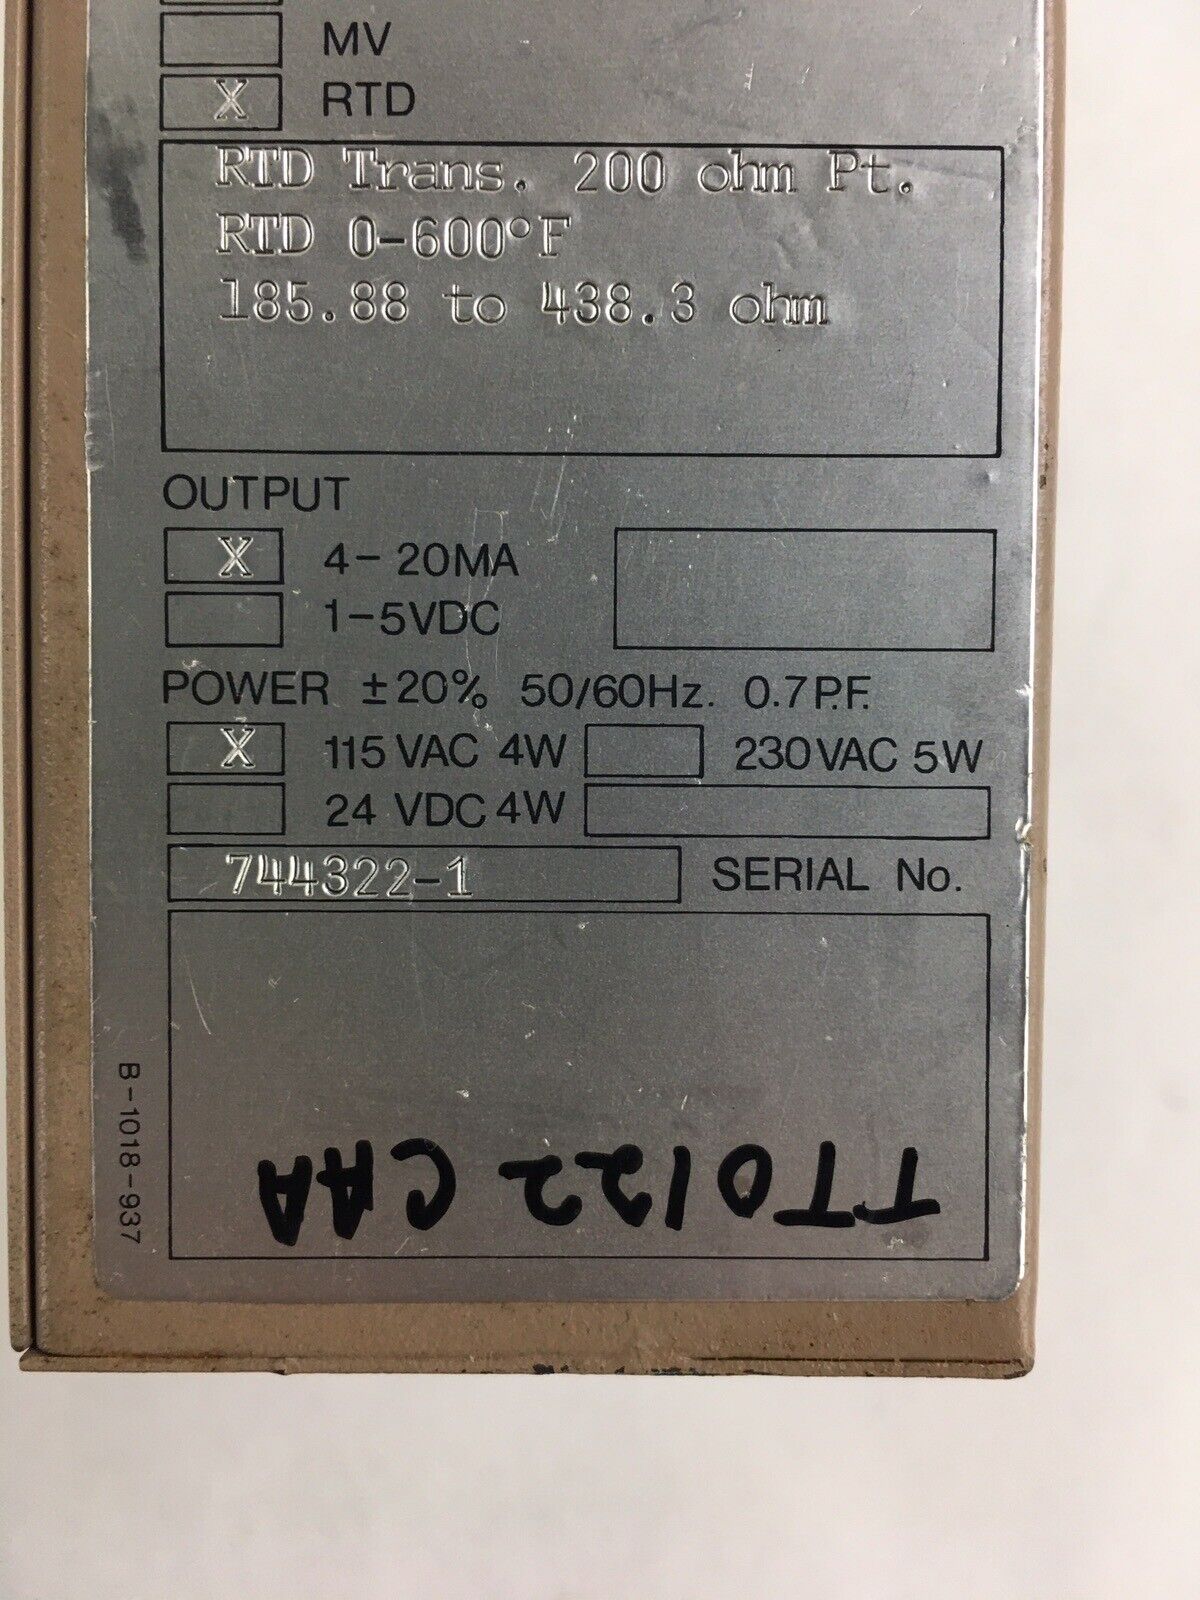 MV
X RTD
RTD Trans. 200 ohm Pt.
RTD 0-600°F
185.88 to 438.3 ohm
OUTPUT
X 4-20MA
1-5VDC
POWER ±20% 50/60Hz. 0.7P.F.
X 115 VAC 4W 230VAC 5W
24 VDC 4W
744322-1 SERIAL No.
B-1018-937
TT0122 CAA